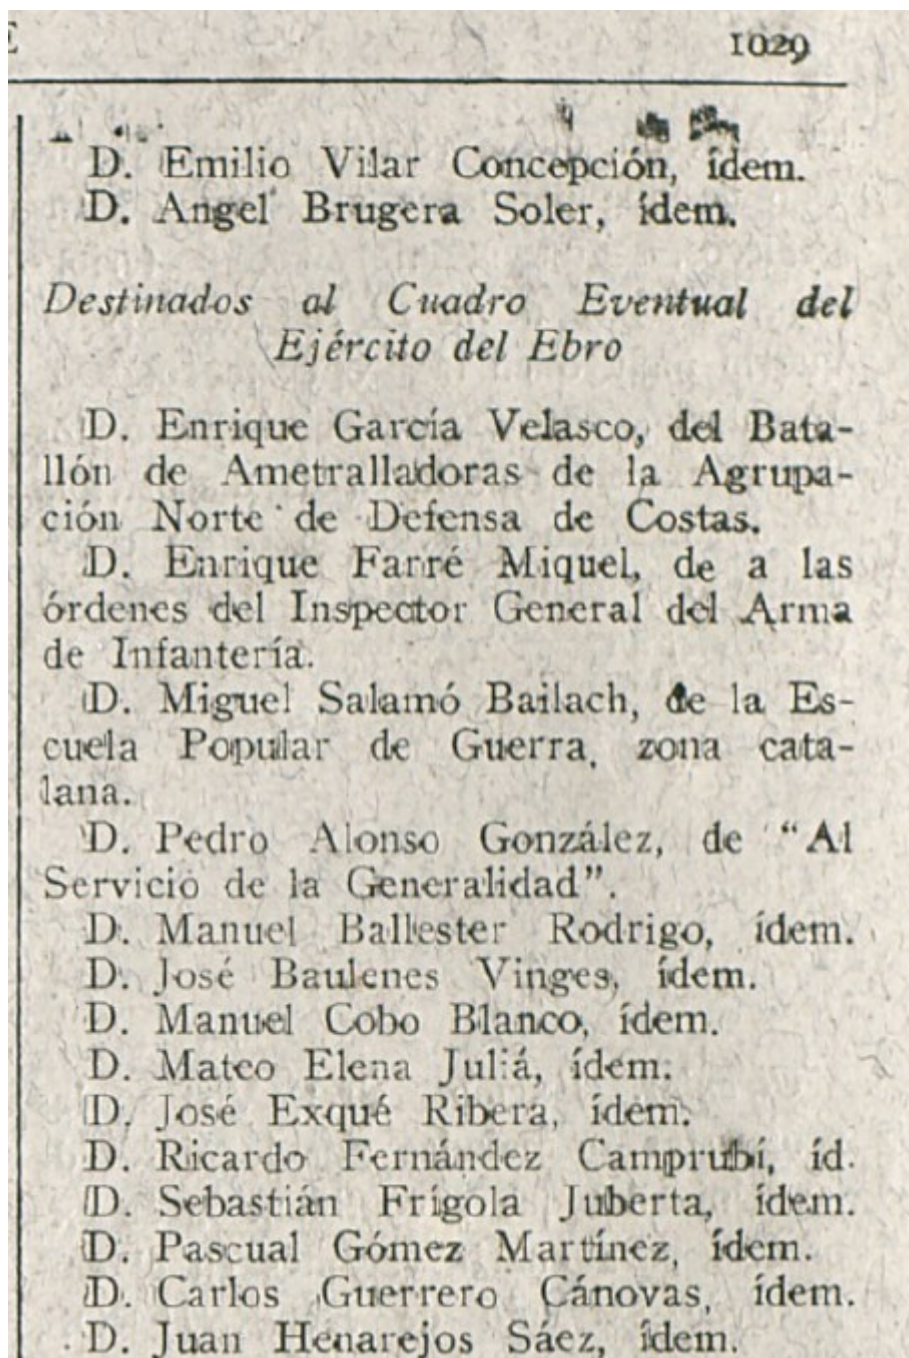 E
1029
D. Emilio Vilar Concepción, ídem.
D. Angel Brugera Soler, ídem.
Destinados al Cuadro Eventual del
Ejército del Ebro
D. Enrique García Velasco, del Bata-
llón de Ametralladoras de la Agrupa-
ción Norte de Defensa de Costas.
D. Enrique Farré Miquel, de a las
órdenes del Inspector General del Arma
de Infantería.
D. Miguel Salamó Bailach, de la Es-
cuela Popular de Guerra, zona cata-
lana.
D. Pedro Alonso González, de “Al
Servicio de la Generalidad”.
D. Manuel Ballester Rodrigo, ídem.
D. José Baulenes Vinges, ídem.
D. Manuel Cobo Blanco, ídem.
D. Mateo Elena Juliá, ídem.
D. José Exqué Ribera, ídem.
D. Ricardo Fernández Camprubí, íd.
D. Sebastián Frígola Juberta, ídem.
D. Pascual Gómez Martínez, ídem.
D. Carlos Guerrero Cánovas, ídem.
D. Juan Henarejos Sáez, ídem.